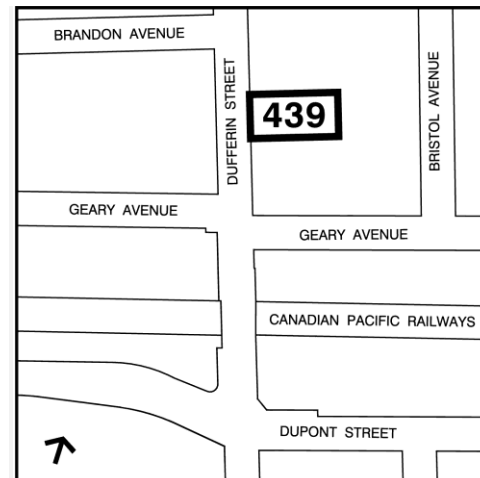 BRANDON AVENUE
DUFFERIN STREET
439
BRISTOL AVENUE
GEARY AVENUE
GEARY AVENUE
CANADIAN PACIFIC RAILWAYS
DUPONT STREET